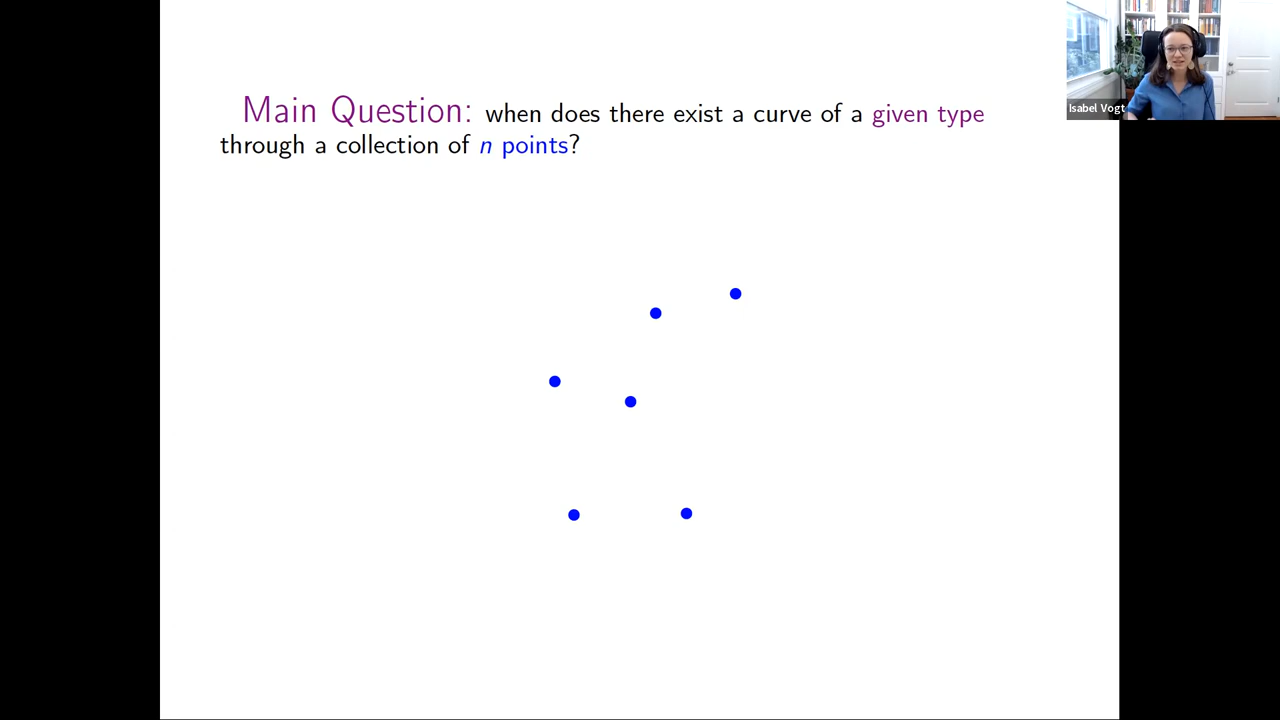 Main Question: when does there exist a curve of a given type
through a collection of n points?
Isabel Vogt